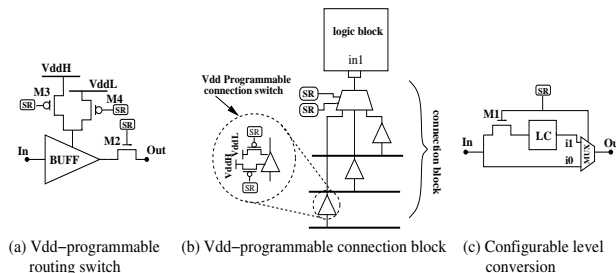 VddH
VddL
M3
M4
SR
SR
SR
M2
In
Out
BUFF
(a) Vdd–programmable
routing switch
logic block
in1
SR
SR
Vdd Programmable
connection switch
SR
VddL
VddH
SR
connection block
(b) Vdd–programmable connection block
SR
M1
LC
i1
i0
MUX
In
Ou
(c) Configurable level
conversion